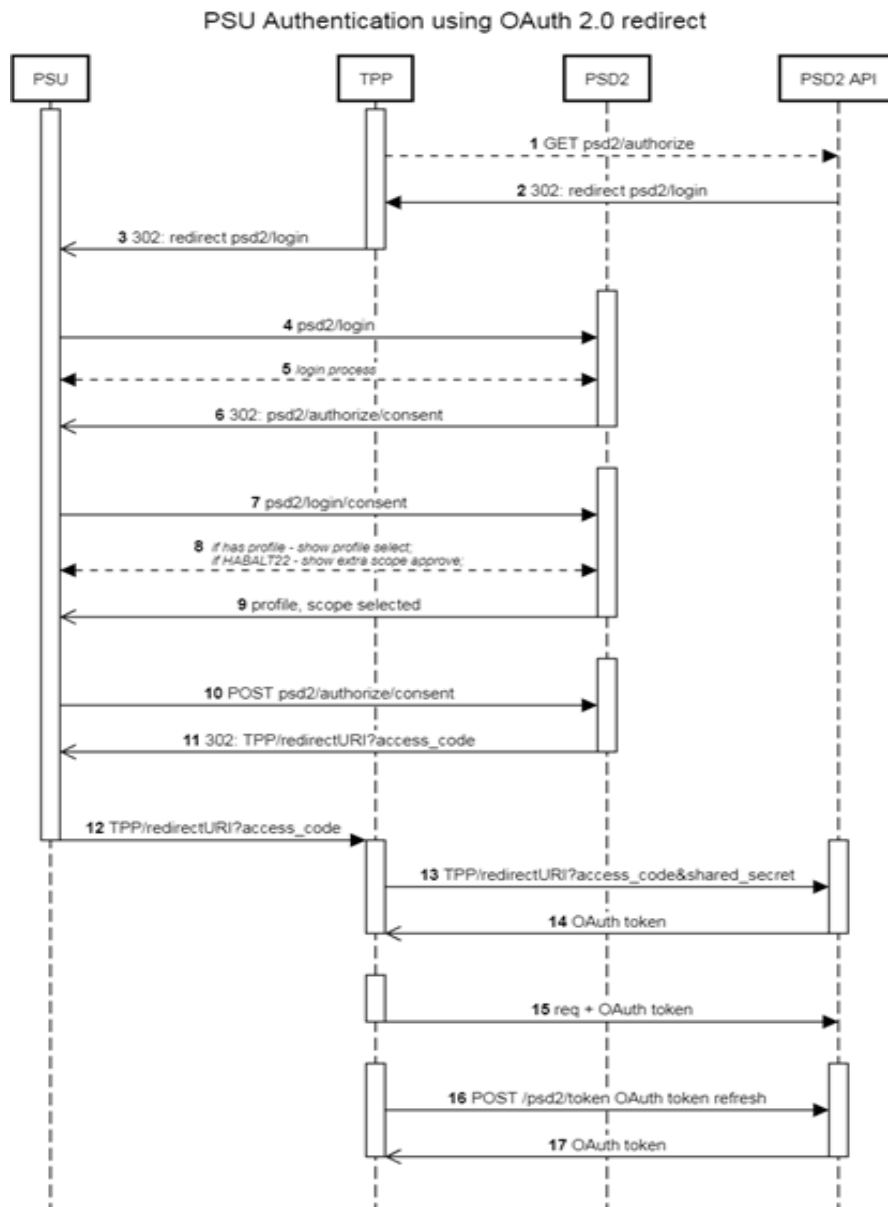 PSU Authentication using OAuth 2.0 redirect
PSU TPP PSD2 PSD2 API
1 GET psd2/authorize
2 302: redirect psd2/login
3 302: redirect psd2/login
4 psd2/login
5 login process
6 302: psd2/authorize/consent
7 psd2/login/consent
8 if has profile - show profile select;
if HABALT22 - show extra scope approve;
9 profile, scope selected
10 POST psd2/authorize/consent
11 302: TPP/redirectURI?access_code
12 TPP/redirectURI?access_code
13 TPP/redirectURI?access_code&shared_secret
14 OAuth token
15 req + OAuth token
16 POST /psd2/token OAuth token refresh
17 OAuth token